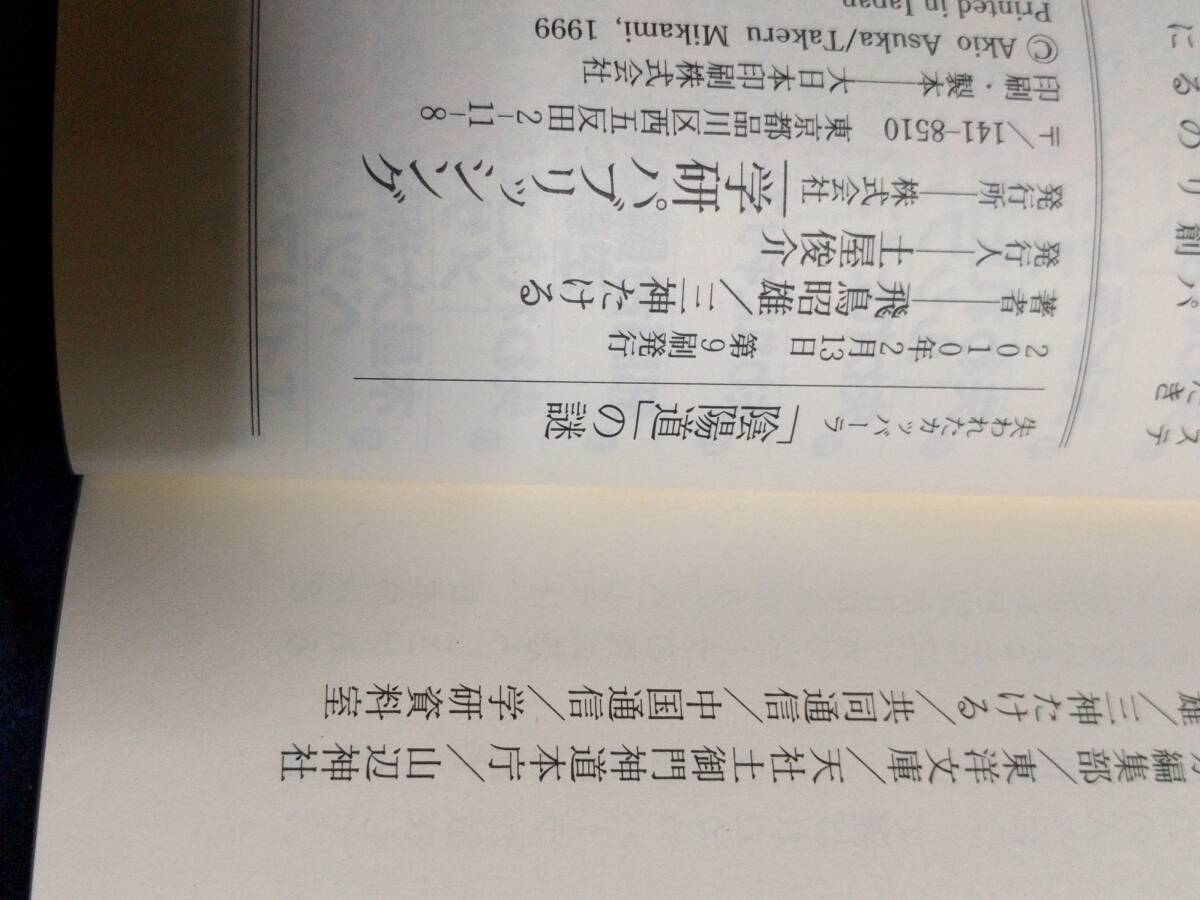 失われたカッバーラ
「陰陽道」の謎
2010年2月13日 第9刷発行
著者――飛鳥昭雄／三神たける
発行人――土屋俊介
発行所――株式会社 学研パブリッシング
〒／141-8510 東京都品川区西五反田2-11-8
印刷・製本――大日本印刷株式会社
© Akio Asuka/Takeru Mikami, 1999
Printed in Japan
雄／三神たける／共同通信／中国通信／学研資料室
編集部／東洋文庫／天社土御門神道本庁／山辺神社